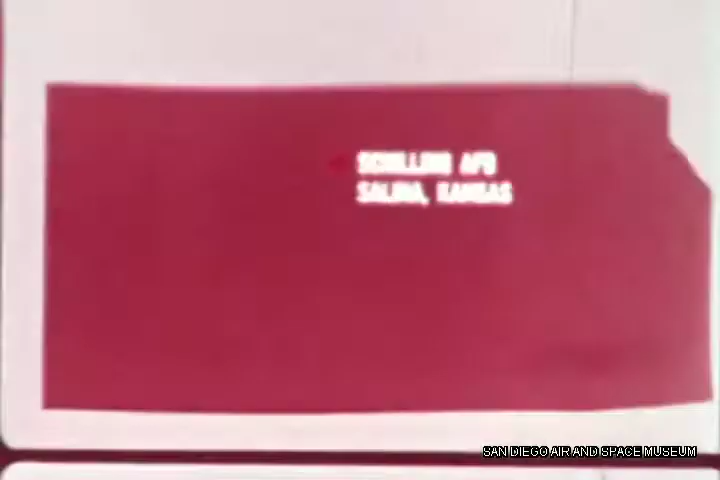 SCHILLING AFB
SALINA, KANSAS
SAN DIEGO AIR AND SPACE MUSEUM